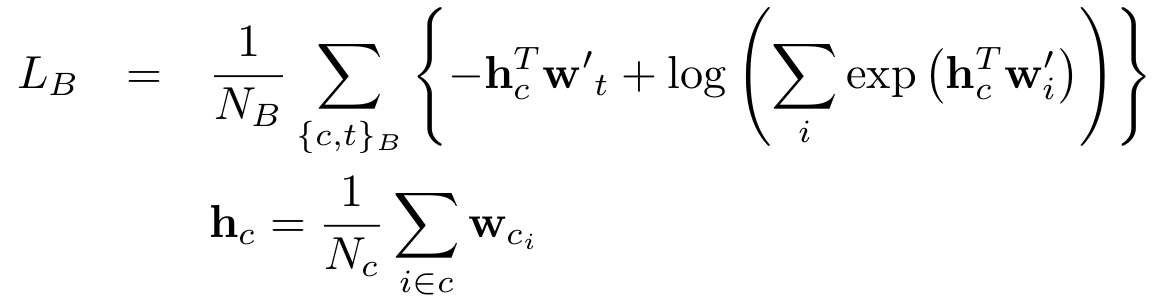 L_B = \frac{1}{N_B} \sum_{\{c,t\}_B} \left\{ -\mathbf{h}_c^T \mathbf{w'}_t + \log \left( \sum_i \exp \left( \mathbf{h}_c^T \mathbf{w}'_i \right) \right) \right\}
\mathbf{h}_c = \frac{1}{N_c} \sum_{i \in c} \mathbf{w}_{c_i}